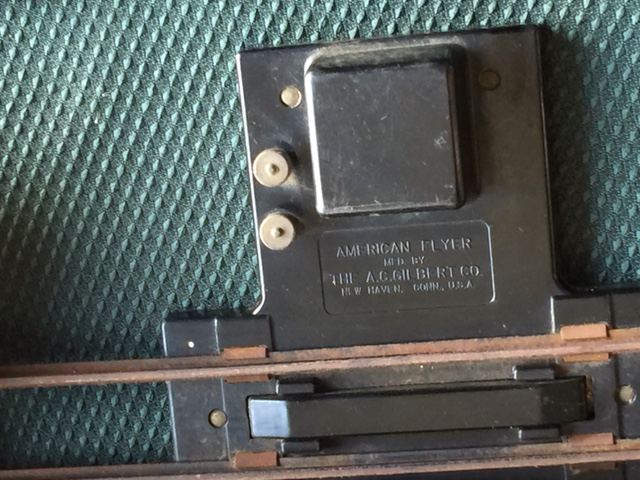 AMERICAN FLYER
MFD. BY
THE A.C. GILBERT CO.
NEW HAVEN, CONN., U.S.A